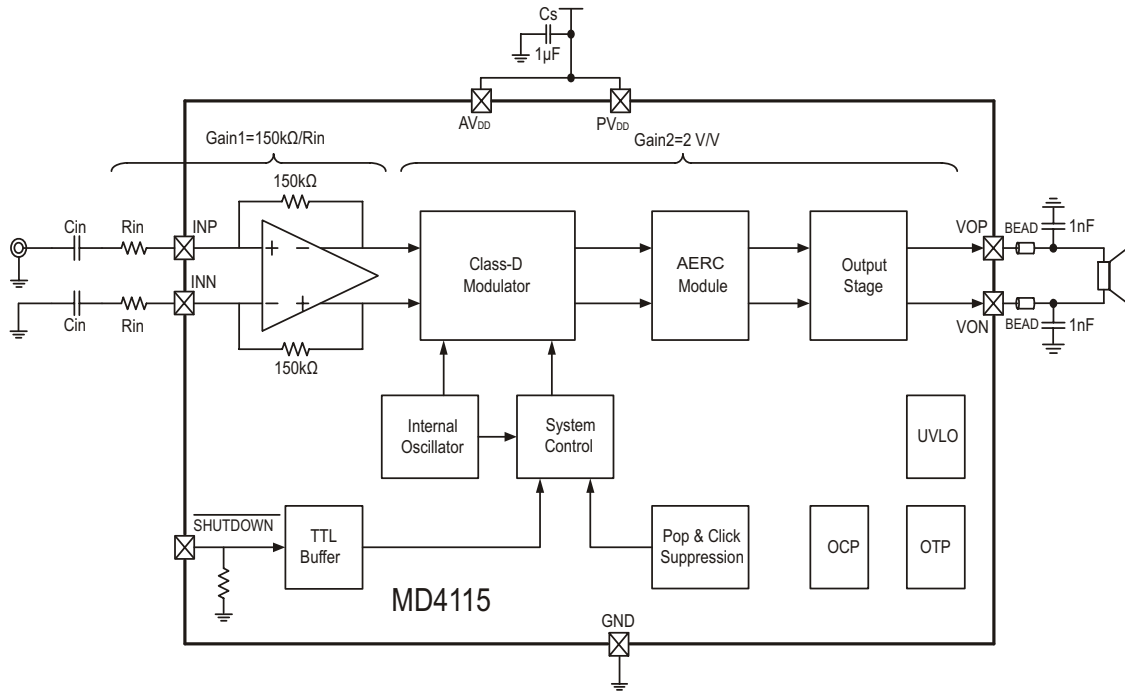 Cs
1µF
AVDD
PVDD
Gain1=150kΩ/Rin
Gain2=2 V/V
150kΩ
Cin
Rin
INP
+
−
Class-D
Modulator
AERC
Module
Output
Stage
VOP
BEAD
1nF
INN
−
+
Cin
Rin
150kΩ
VON
BEAD
1nF
Internal
Oscillator
System
Control
UVLO
SHUTDOWN
TTL
Buffer
Pop & Click
Suppression
OCP
OTP
MD4115
GND